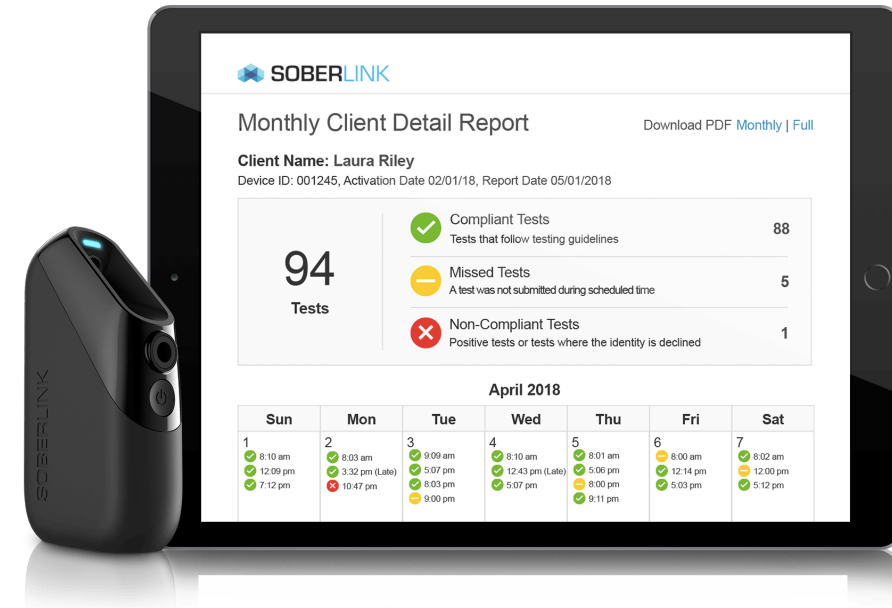 SOBERLINK
Monthly Client Detail Report
Download PDF Monthly | Full
Client Name: Laura Riley
Device ID: 001245, Activation Date 02/01/18, Report Date 05/01/2018
94
Tests
Compliant Tests
88
Tests that follow testing guidelines
Missed Tests
5
A test was not submitted during scheduled time
Non-Compliant Tests
1
Positive tests or tests where the identity is declined
April 2018
Sun Mon Tue Wed Thu Fri Sat
1 2 3 4 5 6 7
8:10 am 8:03 am 9:09 am 8:10 am 8:01 am 8:00 am 8:02 am
12:09 pm 3:32 pm (Late) 5:07 pm 12:43 pm (Late) 5:06 pm 12:14 pm 12:00 pm
7:12 pm 10:47 pm 8:03 pm 5:07 pm 8:00 pm 5:03 pm 5:12 pm
9:00 pm 9:11 pm
SOBERLINK